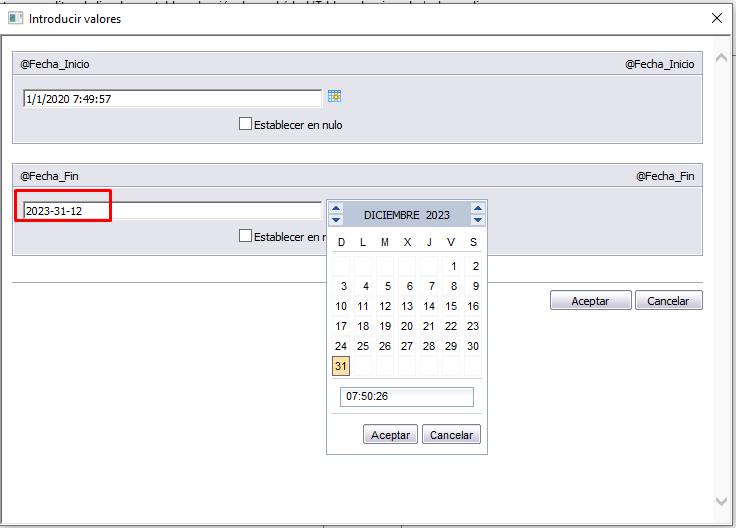 Introducir valores
@Fecha_Inicio @Fecha_Inicio
1/1/2020 7:49:57
Establecer en nulo
@Fecha_Fin @Fecha_Fin
2023-31-12
Establecer en
DICIEMBRE 2023
D L M X J V S
1 2
3 4 5 6 7 8 9
10 11 12 13 14 15 16
17 18 19 20 21 22 23
24 25 26 27 28 29 30
31
07:50:26
Aceptar Cancelar
Aceptar Cancelar